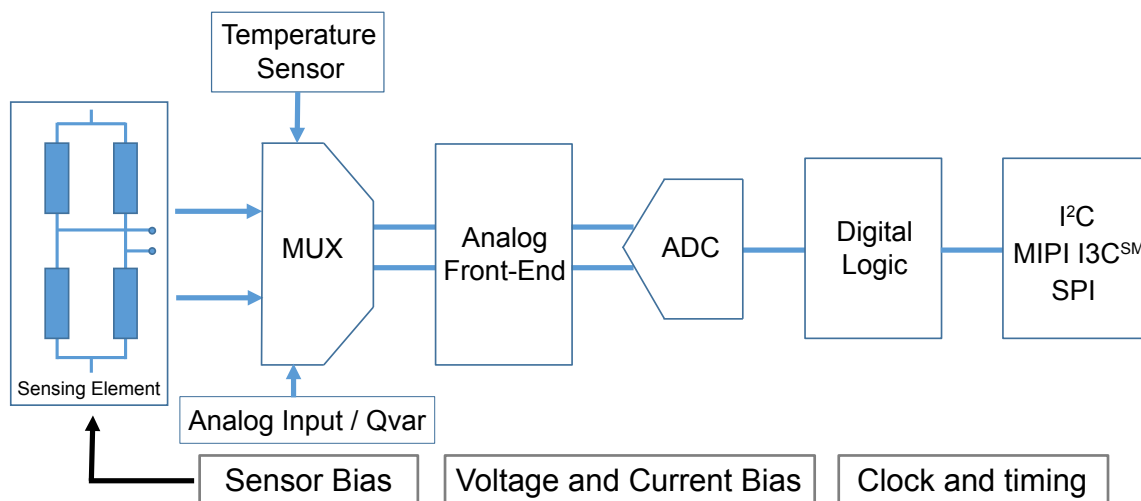 Temperature
Sensor
Sensing Element
MUX
Analog Input / Qvar
Analog
Front-End
ADC
Digital
Logic
I²C
MIPI I3Cˢᴹ
SPI
Sensor Bias
Voltage and Current Bias
Clock and timing